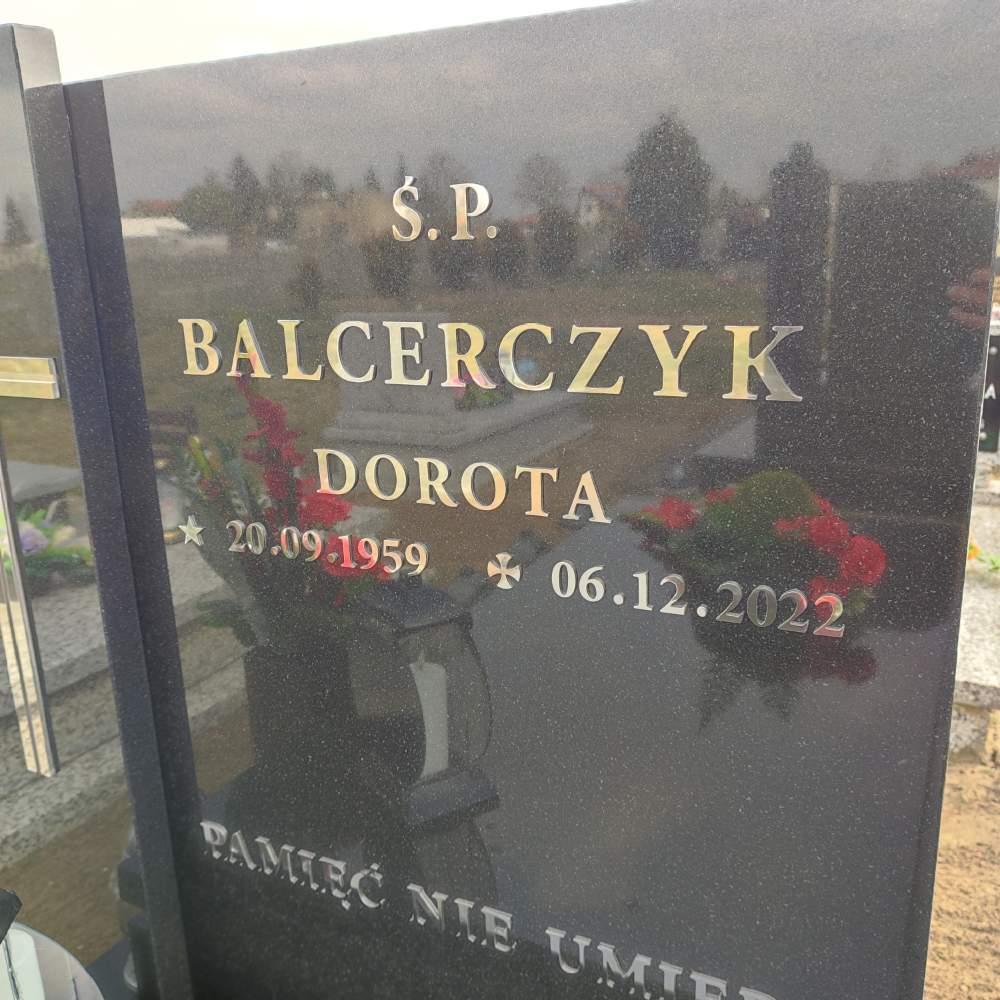 Ś.P.
BALCERCZYK
DOROTA
20.09.1959 06.12.2022
PAMIĘĆ NIE